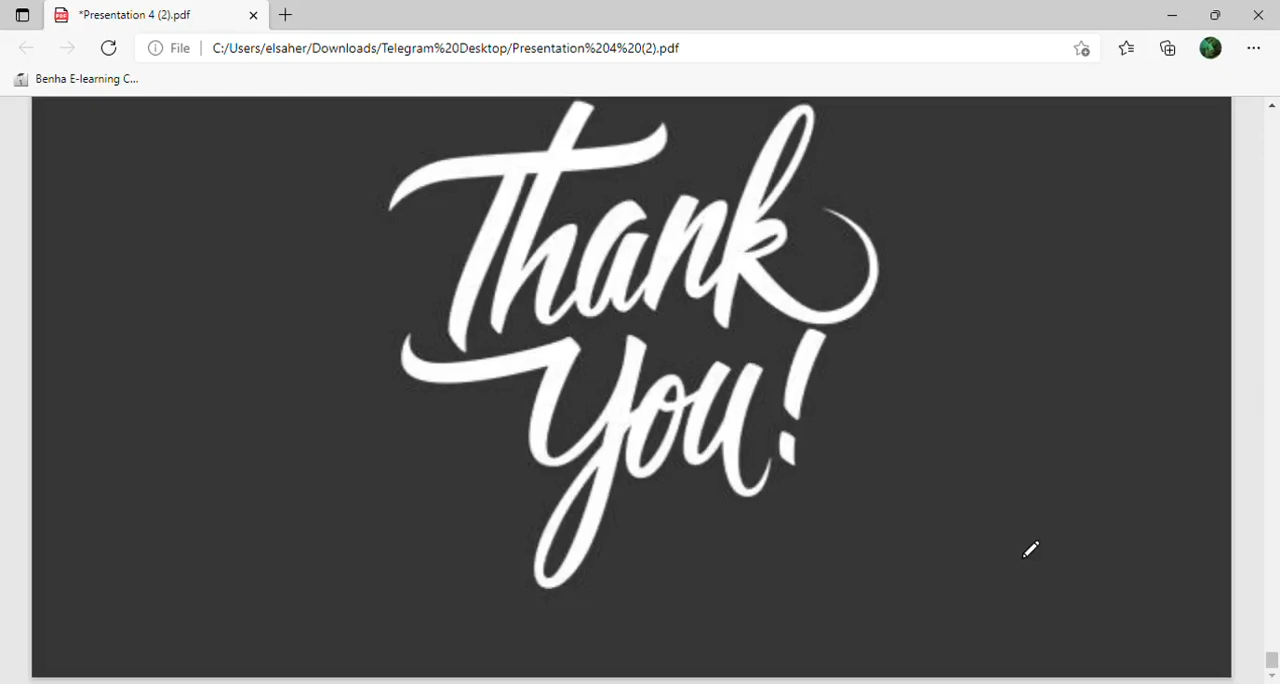 *Presentation 4 (2).pdf
File
C:/Users/elsaher/Downloads/Telegram%20Desktop/Presentation%204%20(2).pdf
Benha E-learning C...
Thank
You!